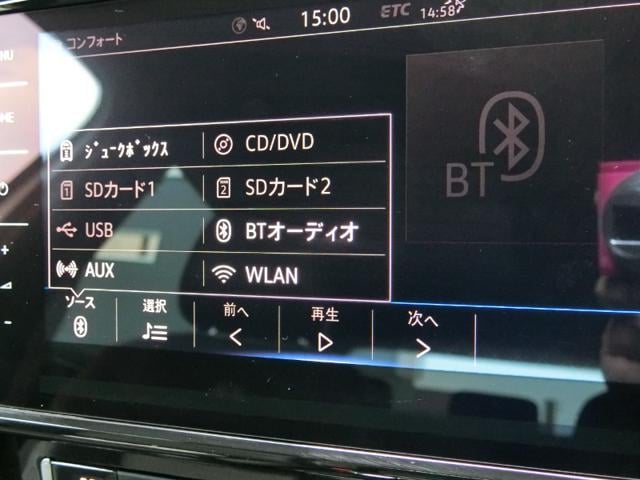 15:00 ETC 14:58
コンフォート
ｼﾞｭークﾎﾞｯクｽ CD/DVD
SDカード1 SDカード2
USB BTオーディオ
AUX WLAN
BT
ソース 選択 前へ 再生 次へ